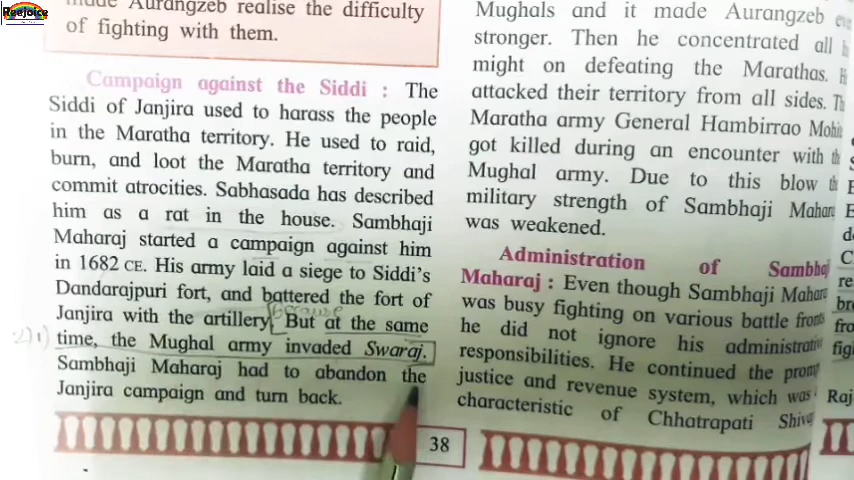 Reejoice
made Aurangzeb realise the difficulty
of fighting with them.
Campaign against the Siddi : The
Siddi of Janjira used to harass the people
in the Maratha territory. He used to raid,
burn, and loot the Maratha territory and
commit atrocities. Sabhasada has described
him as a rat in the house. Sambhaji
Maharaj started a campaign against him
in 1682 CE. His army laid a siege to Siddi's
Dandarajpuri fort, and battered the fort of
because
Janjira with the artillery. But at the same
2) 1) time, the Mughal army invaded Swaraj.
Sambhaji Maharaj had to abandon the
Janjira campaign and turn back.
38
Mughals and it made Aurangzeb
stronger. Then he concentrated all
might on defeating the Marathas.
attacked their territory from all sides.
Maratha army General Hambirrao
got killed during an encounter with
Mughal army. Due to this blow
military strength of Sambhaji
was weakened.
Administration of
Maharaj : Even though Sambhaji
was busy fighting on various battle
he did not ignore his
responsibilities. He continued the
justice and revenue system, which was
characteristic of Chhatrapati
Raj